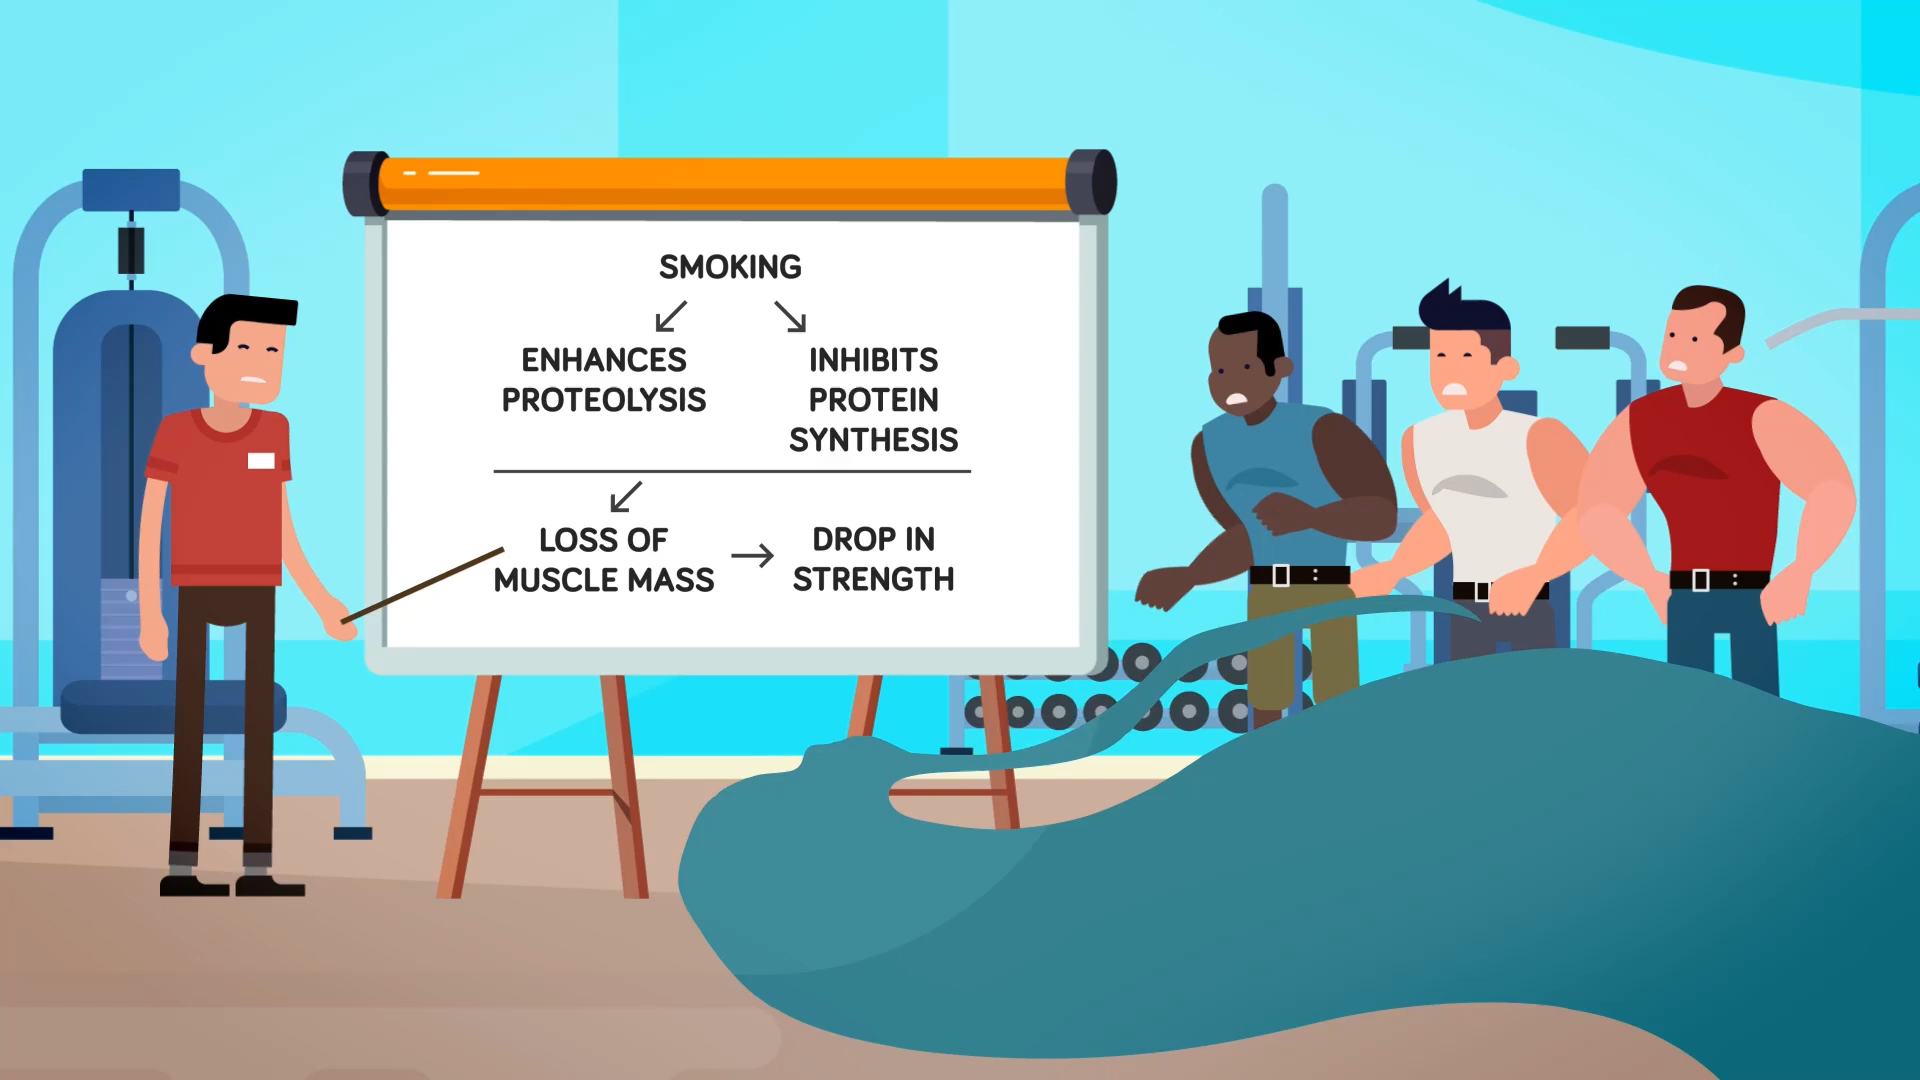 SMOKING
ENHANCES
PROTEOLYSIS
INHIBITS
PROTEIN
SYNTHESIS
LOSS OF
MUSCLE MASS
DROP IN
STRENGTH